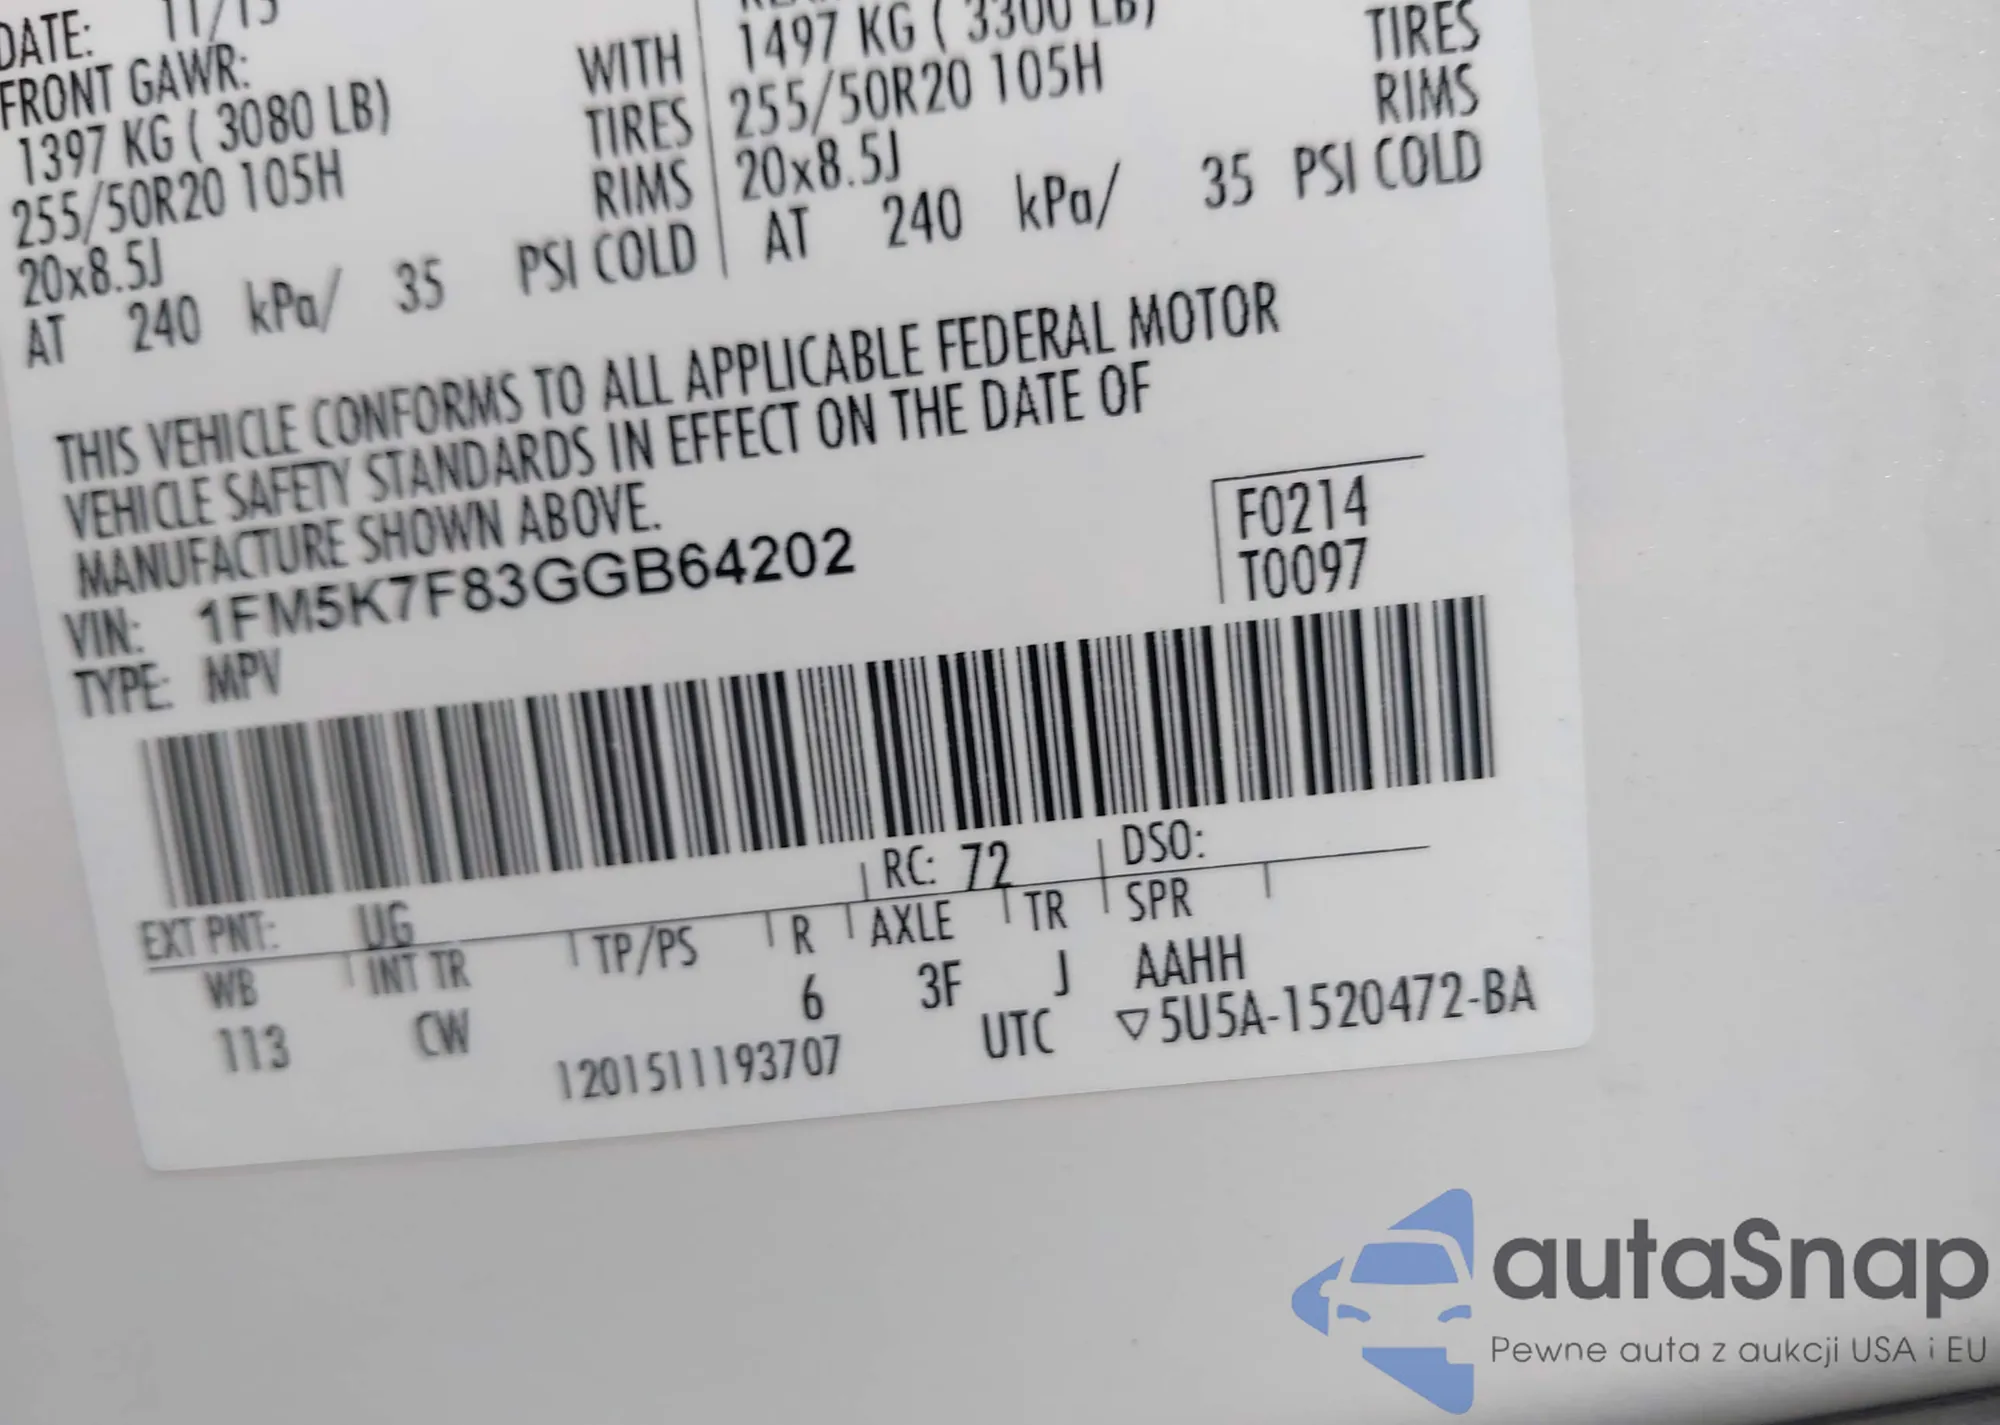 DATE: 11/15
FRONT GAWR:
1397 KG ( 3080 LB) WITH
255/50R20 105H TIRES
20x8.5J RIMS
AT 240 kPa/ 35 PSI COLD
1497 KG ( 3300 LB)
255/50R20 105H TIRES
20x8.5J RIMS
AT 240 kPa/ 35 PSI COLD
THIS VEHICLE CONFORMS TO ALL APPLICABLE FEDERAL MOTOR
VEHICLE SAFETY STANDARDS IN EFFECT ON THE DATE OF
MANUFACTURE SHOWN ABOVE.
VIN: 1FM5K7F83GGB64202
TYPE: MPV
F0214
T0097
EXT PNT: UG RC: 72 DSO:
WB INT TR TP/PS R AXLE TR SPR
113 CW 6 3F J AAHH
1201511193707 UTC ▽5U5A-1520472-BA
autaSnap
Pewne auta z aukcji USA i EU